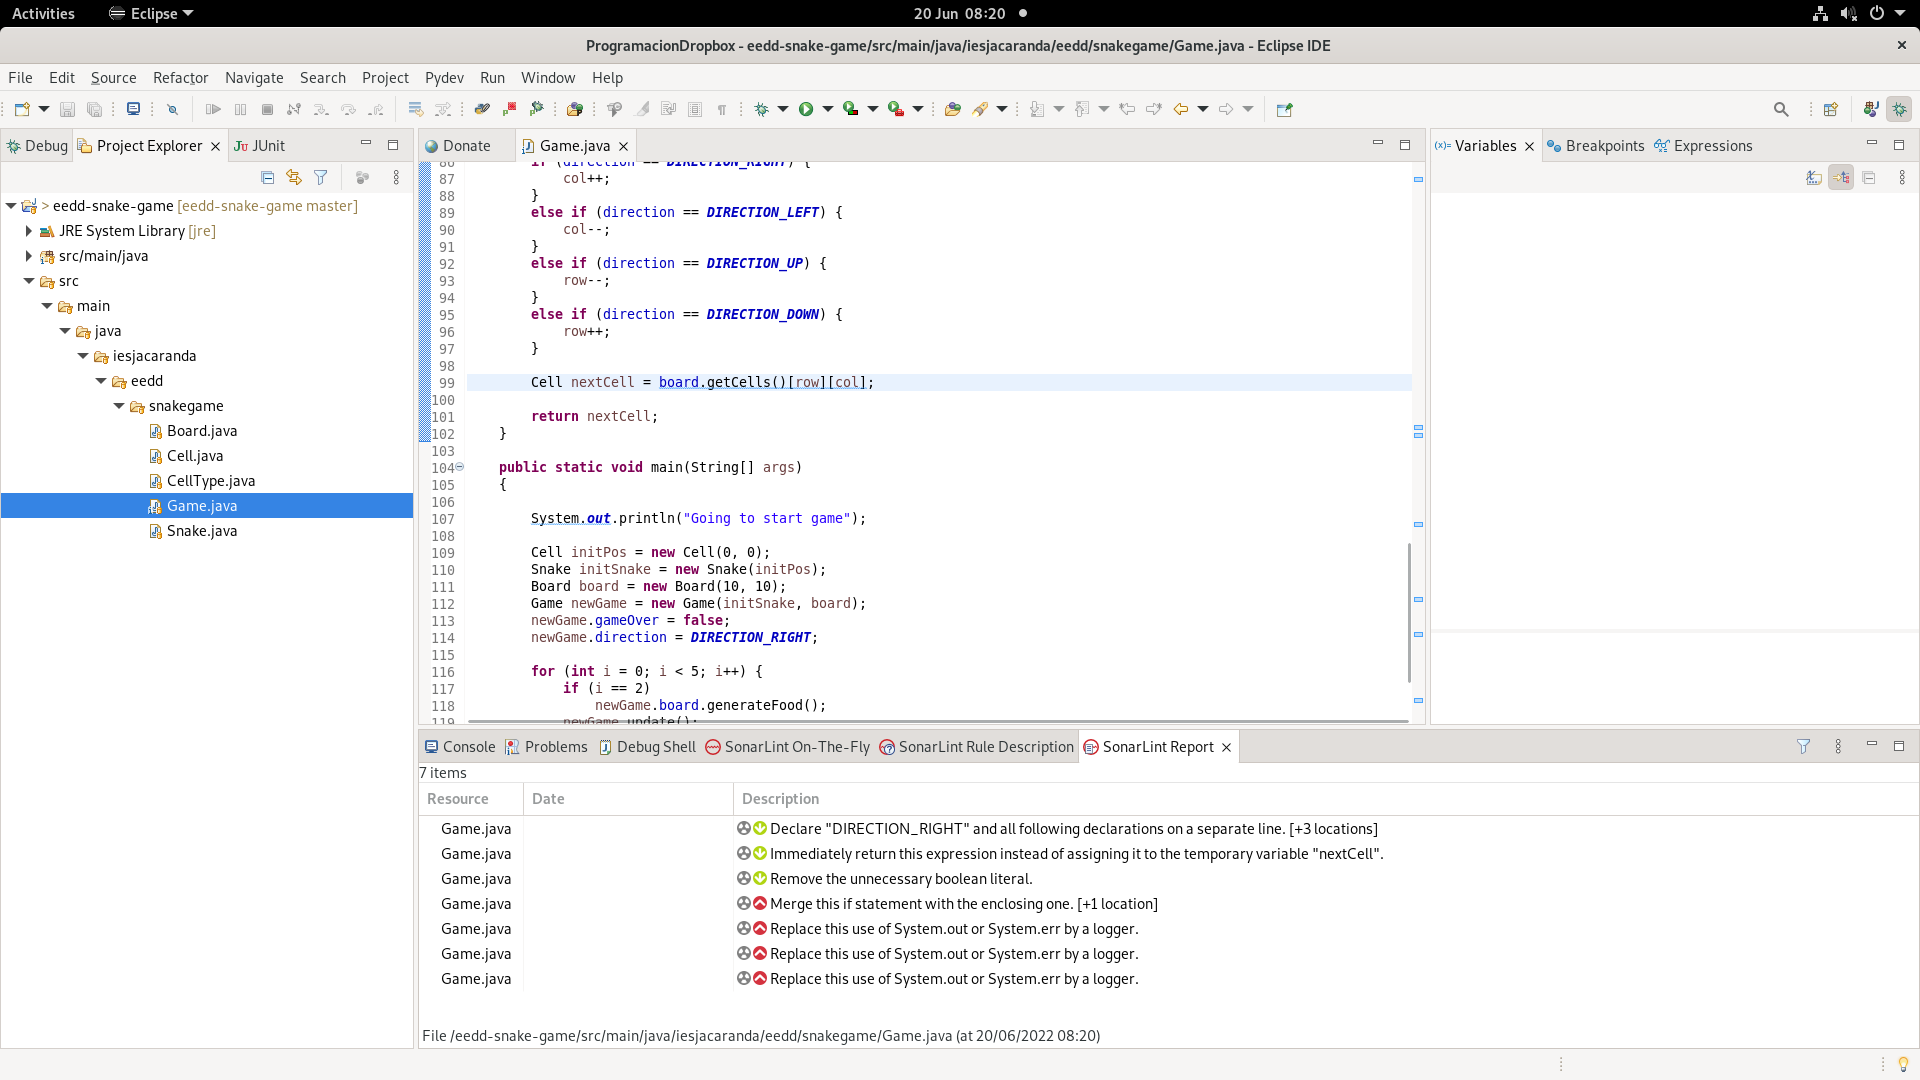 Activities
Eclipse
20 Jun 08:20
ProgramacionDropbox - eedd-snake-game/src/main/java/iesjacaranda/eedd/snakegame/Game.java - Eclipse IDE
File Edit Source Refactor Navigate Search Project Pydev Run Window Help
Debug
Project Explorer
JUnit
> eedd-snake-game [eedd-snake-game master]
JRE System Library [jre]
src/main/java
src
main
java
iesjacaranda
eedd
snakegame
Board.java
Cell.java
CellType.java
Game.java
Snake.java
Donate
Game.java
86 if (direction == DIRECTION_RIGHT) {
87 col++;
88 }
89 else if (direction == DIRECTION_LEFT) {
90 col--;
91 }
92 else if (direction == DIRECTION_UP) {
93 row--;
94 }
95 else if (direction == DIRECTION_DOWN) {
96 row++;
97 }
98
99 Cell nextCell = board.getCells()[row][col];
100
101 return nextCell;
102 }
103
104 public static void main(String[] args)
105 {
106
107 System.out.println("Going to start game");
108
109 Cell initPos = new Cell(0, 0);
110 Snake initSnake = new Snake(initPos);
111 Board board = new Board(10, 10);
112 Game newGame = new Game(initSnake, board);
113 newGame.gameOver = false;
114 newGame.direction = DIRECTION_RIGHT;
115
116 for (int i = 0; i < 5; i++) {
117 if (i == 2)
118 newGame.board.generateFood();
119 newGame.update();
(x)= Variables
Breakpoints
Expressions
Console
Problems
Debug Shell
SonarLint On-The-Fly
SonarLint Rule Description
SonarLint Report
7 items
Resource Date Description
Game.java Declare "DIRECTION_RIGHT" and all following declarations on a separate line. [+3 locations]
Game.java Immediately return this expression instead of assigning it to the temporary variable "nextCell".
Game.java Remove the unnecessary boolean literal.
Game.java Merge this if statement with the enclosing one. [+1 location]
Game.java Replace this use of System.out or System.err by a logger.
Game.java Replace this use of System.out or System.err by a logger.
Game.java Replace this use of System.out or System.err by a logger.
File /eedd-snake-game/src/main/java/iesjacaranda/eedd/snakegame/Game.java (at 20/06/2022 08:20)